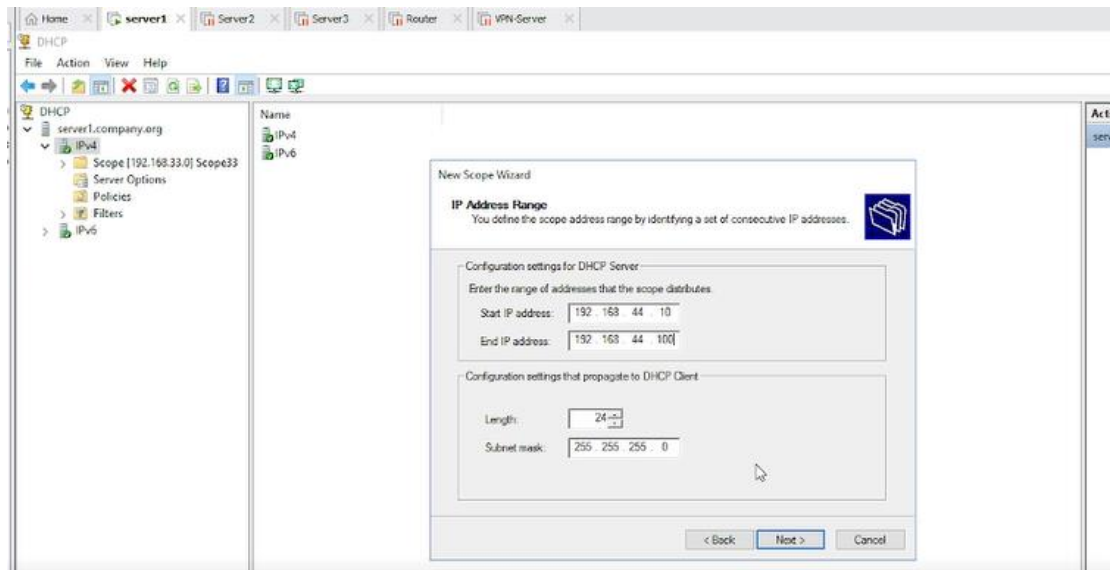 Home server1 Server2 Server3 Router VPN-Server
DHCP
File Action View Help
DHCP
server1.company.org
IPv4
Scope [192.168.33.0] Scope33
Server Options
Policies
Filters
IPv6
Name
IPv4
IPv6
Acti
serv
New Scope Wizard
IP Address Range
You define the scope address range by identifying a set of consecutive IP addresses.
Configuration settings for DHCP Server
Enter the range of addresses that the scope distributes.
Start IP address: 192 . 168 . 44 . 10
End IP address: 192 . 168 . 44 . 100
Configuration settings that propagate to DHCP Client
Length: 24
Subnet mask: 255 . 255 . 255 . 0
< Back Next > Cancel